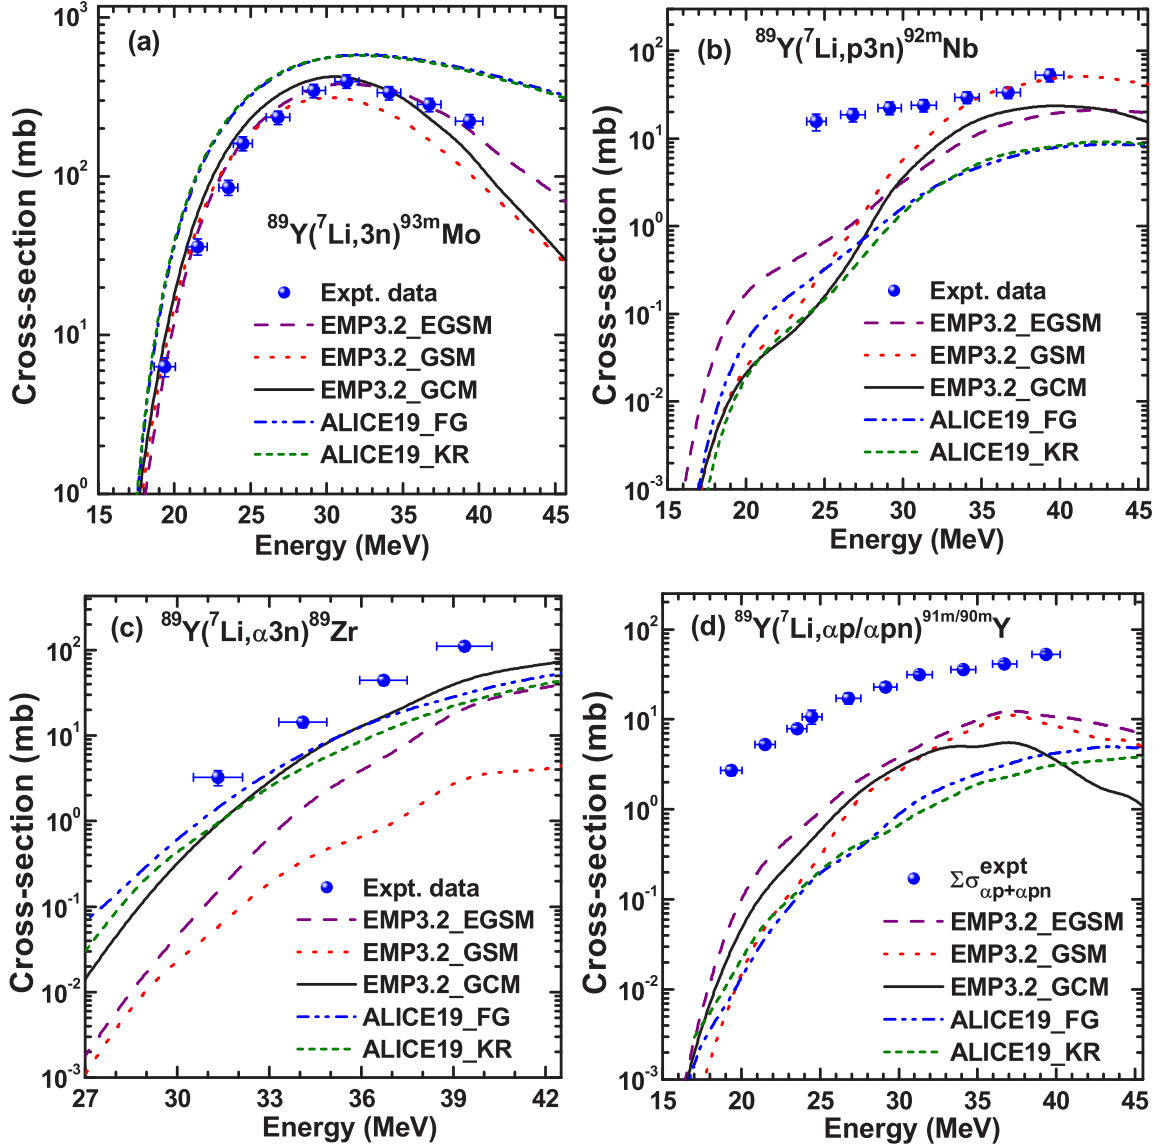 (a)
10³
10²
10¹
10⁰
Cross-section (mb)
⁸⁹Y(⁷Li,3n)⁹³ᵐMo
Expt. data
EMP3.2_EGSM
EMP3.2_GSM
EMP3.2_GCM
ALICE19_FG
ALICE19_KR
15 20 25 30 35 40 45
Energy (MeV)
(b) ⁸⁹Y(⁷Li,p3n)⁹²ᵐNb
10²
10¹
10⁰
10⁻¹
10⁻²
10⁻³
Cross-section (mb)
Expt. data
EMP3.2_EGSM
EMP3.2_GSM
EMP3.2_GCM
ALICE19_FG
ALICE19_KR
15 20 25 30 35 40 45
Energy (MeV)
(c) ⁸⁹Y(⁷Li,α3n)⁸⁹Zr
10²
10¹
10⁰
10⁻¹
10⁻²
10⁻³
Cross-section (mb)
Expt. data
EMP3.2_EGSM
EMP3.2_GSM
EMP3.2_GCM
ALICE19_FG
ALICE19_KR
27 30 33 36 39 42
Energy (MeV)
(d) ⁸⁹Y(⁷Li,αp/αpn)⁹¹ᵐ/⁹⁰ᵐY
10²
10¹
10⁰
10⁻¹
10⁻²
10⁻³
Cross-section (mb)
Σσ expt αp+αpn
EMP3.2_EGSM
EMP3.2_GSM
EMP3.2_GCM
ALICE19_FG
ALICE19_KR
15 20 25 30 35 40 45
Energy (MeV)